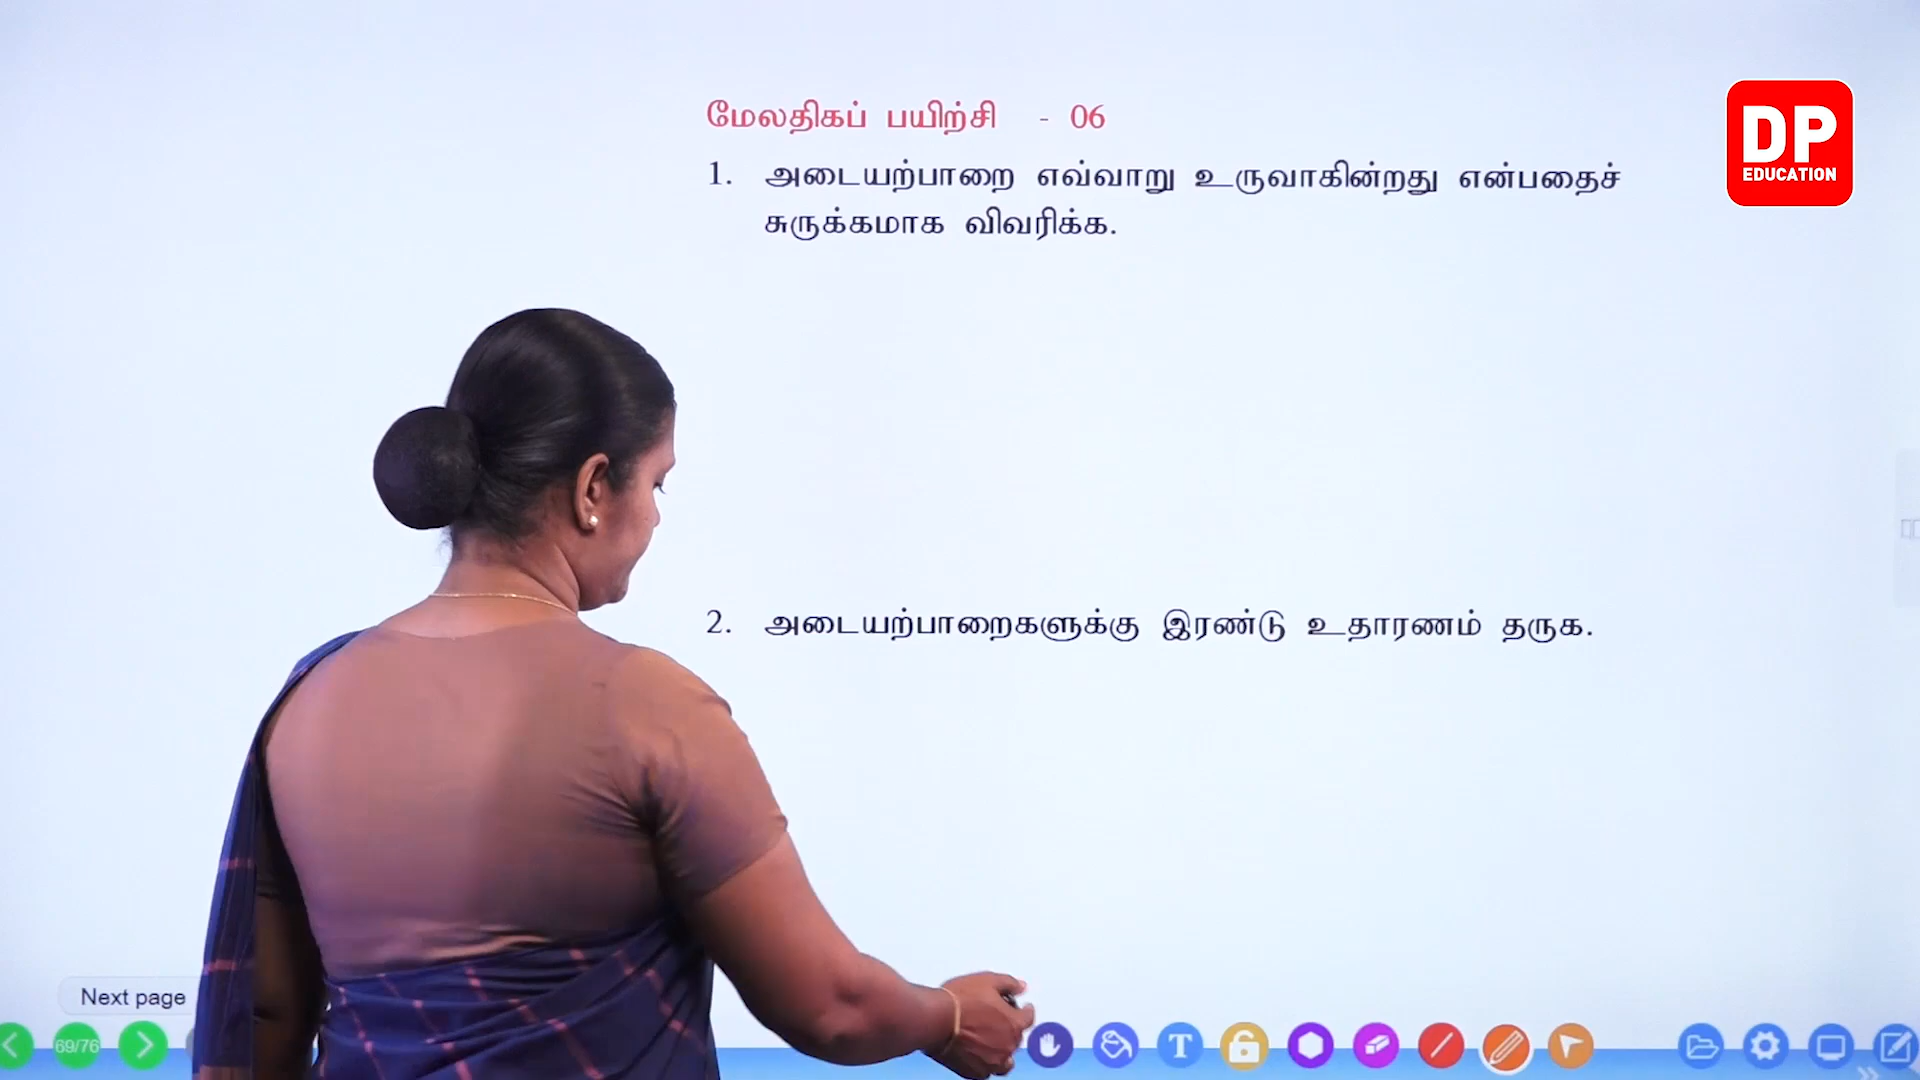 மேலதிகப் பயிற்சி - 06
DP
EDUCATION
1. அடையற்பாறை எவ்வாறு உருவாகின்றது என்பதைச்
சுருக்கமாக விவரிக்க.
2. அடையற்பாறைகளுக்கு இரண்டு உதாரணம் தருக.
Next page
69/76
T